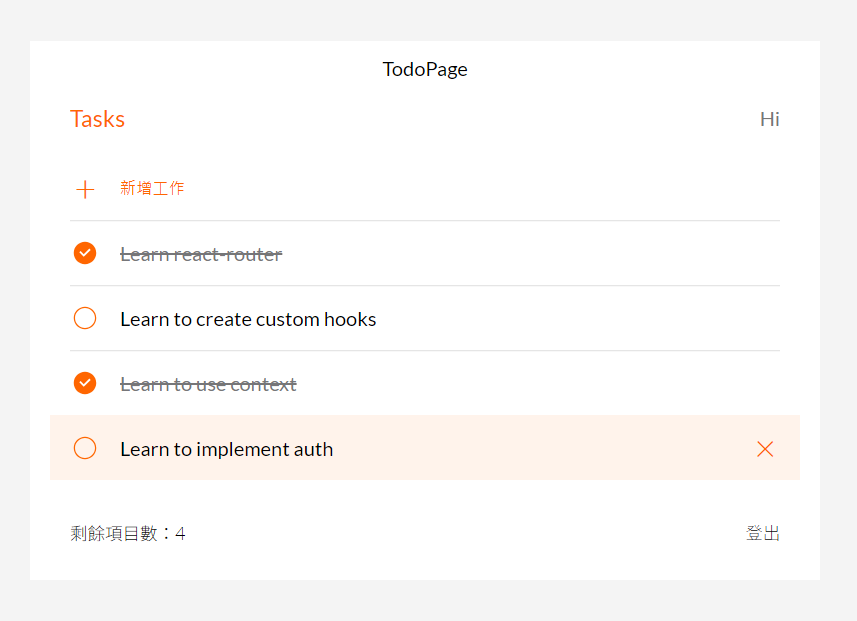 TodoPage
Tasks
Hi
新增工作
Learn react-router
Learn to create custom hooks
Learn to use context
Learn to implement auth
剩餘項目數：4
登出